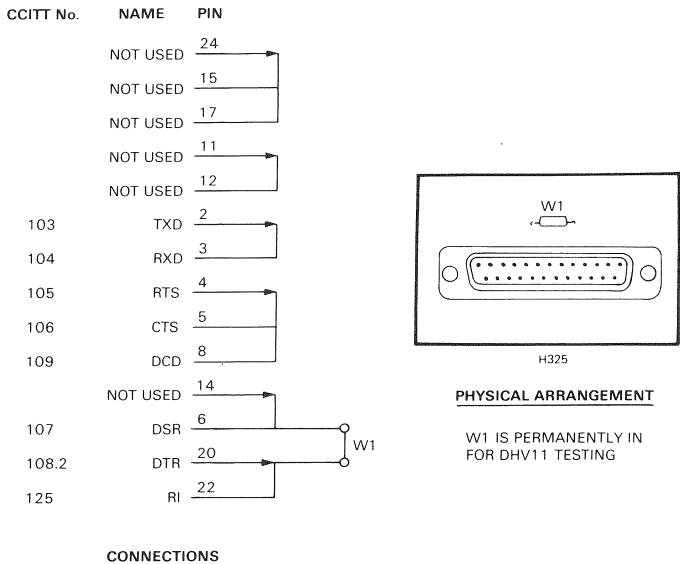 CCITT No. NAME PIN
NOT USED 24
NOT USED 15
NOT USED 17
NOT USED 11
NOT USED 12
103 TXD 2
104 RXD 3
105 RTS 4
106 CTS 5
109 DCD 8
NOT USED 14
107 DSR 6
W1
108.2 DTR 20
125 RI 22
CONNECTIONS
W1
H325
PHYSICAL ARRANGEMENT
W1 IS PERMANENTLY IN
FOR DHV11 TESTING